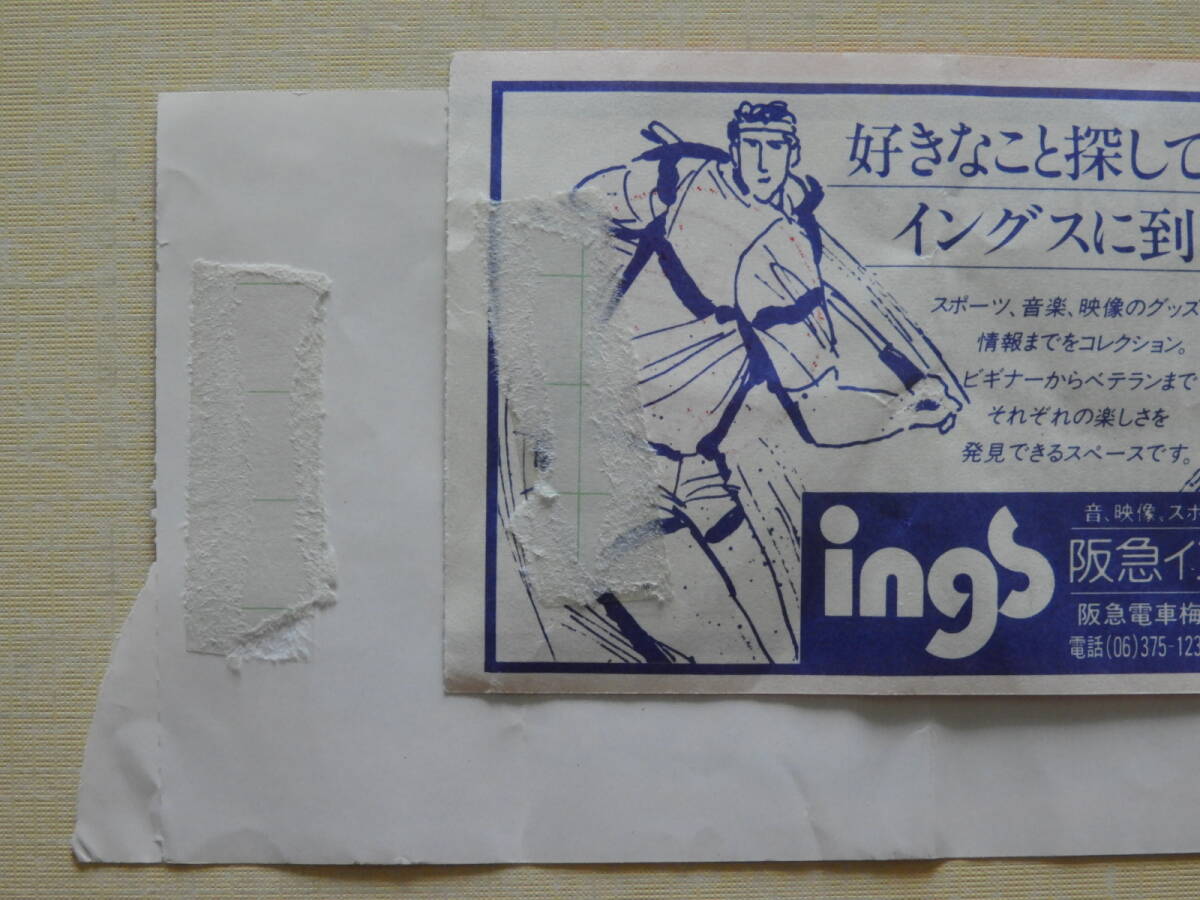 好きなこと探して
イングスに到
スポーツ、音楽、映像のグッズ
情報までをコレクション。
ビギナーからベテランまで
それぞれの楽しさを
発見できるスペースです。
ings
音、映像、スポ
阪急イ
阪急電車梅
電話(06)375-123